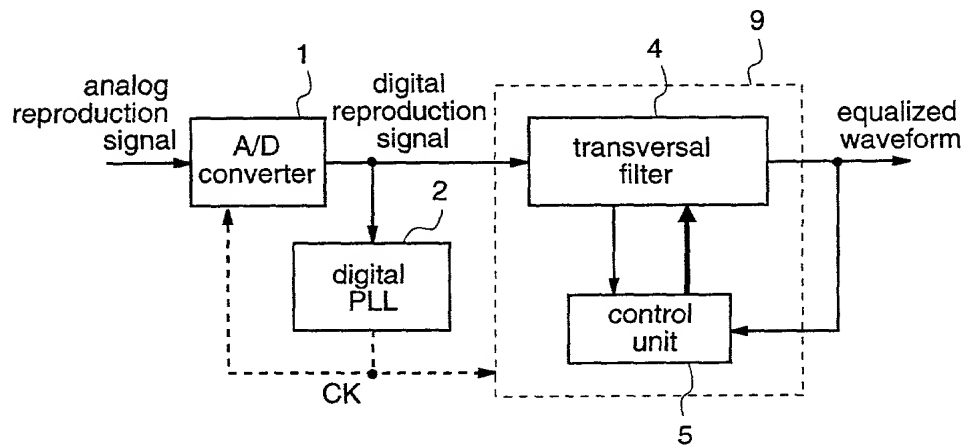 1
analog
reproduction
signal
A/D
converter
digital
reproduction
signal
2
digital
PLL
CK
9
4
transversal
filter
equalized
waveform
control
unit
5